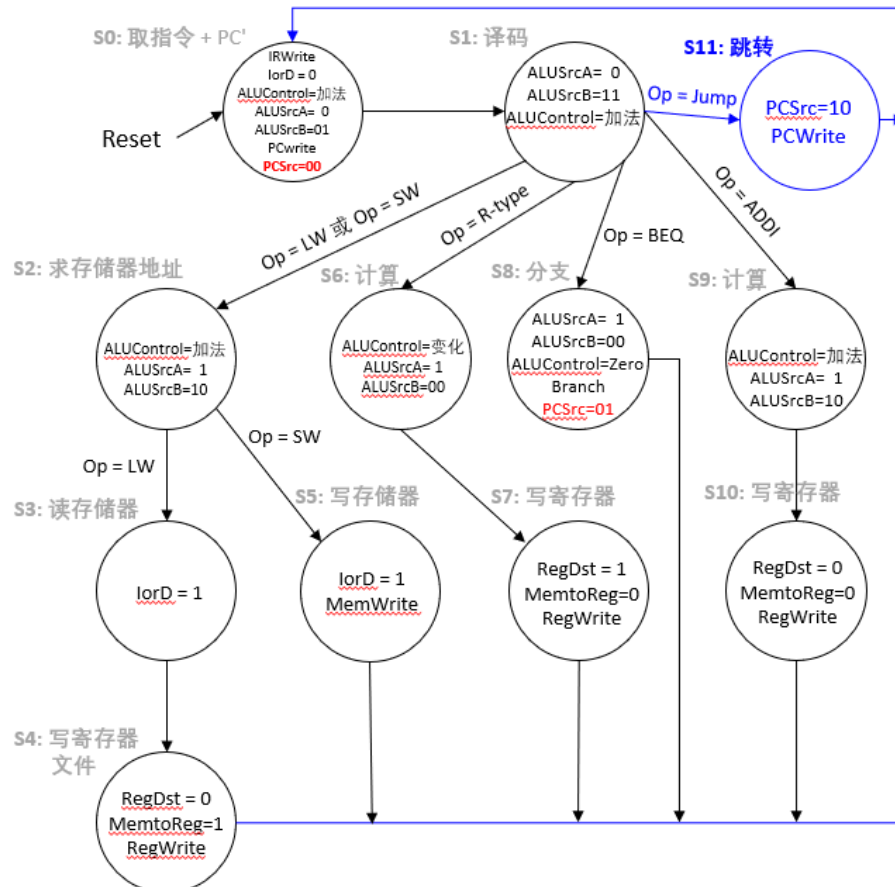 S0: 取指令 + PC'
IRWrite
IorD = 0
ALUControl=加法
ALUSrcA= 0
ALUSrcB=01
PCwrite
PCSrc=00
Reset
S1: 译码
ALUSrcA= 0
ALUSrcB=11
ALUControl=加法
Op = Jump
S11: 跳转
PCSrc=10
PCWrite
Op = LW 或 Op = SW
Op = R-type
Op = BEQ
Op = ADDI
S2: 求存储器地址
ALUControl=加法
ALUSrcA= 1
ALUSrcB=10
S6: 计算
ALUControl=变化
ALUSrcA= 1
ALUSrcB=00
S8: 分支
ALUSrcA= 1
ALUSrcB=00
ALUControl=Zero
Branch
PCSrc=01
S9: 计算
ALUControl=加法
ALUSrcA= 1
ALUSrcB=10
Op = LW
Op = SW
S3: 读存储器
IorD = 1
S5: 写存储器
IorD = 1
MemWrite
S7: 写寄存器
RegDst = 1
MemtoReg=0
RegWrite
S10: 写寄存器
RegDst = 0
MemtoReg=0
RegWrite
S4: 写寄存器
文件
RegDst = 0
MemtoReg=1
RegWrite